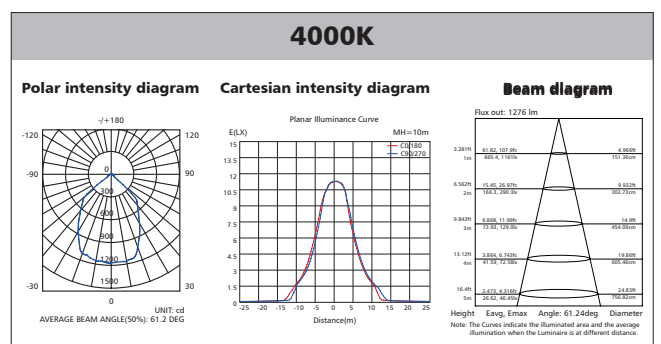 4000K
Polar intensity diagram
-/+180
-120
120
-90
90
0
300
600
900
1200
1500
-30
30
0
UNIT: cd
AVERAGE BEAM ANGLE(50%): 61.2 DEG
Cartesian intensity diagram
Planar Illuminance Curve
E(LX)
MH=10m
C0/180
C90/270
15
13.5
12
10.5
9
7.5
6
4.5
3
1.5
0
-25 -20 -15 -10 -5 0 5 10 15 20 25
Distance(m)
Beam diagram
Flux out: 1276 lm
3.281ft 61.82, 107.9fc 4.966ft
1m 665.4, 1161lx 151.36cm
6.562ft 15.45, 26.97fc 9.932ft
2m 166.3, 290.3lx 302.73cm
9.843ft 6.868, 11.99fc 14.9ft
3m 73.93, 129.0lx 454.09cm
13.12ft 3.864, 6.743fc 19.86ft
4m 41.59, 72.58lx 605.46cm
16.4ft 2.473, 4.316fc 24.83ft
5m 26.62, 46.45lx 756.82cm
Height Eavg, Emax Angle: 61.24deg Diameter
Note: The Curves indicate the illuminated area and the average
illumination when the Luminaire is at different distance.